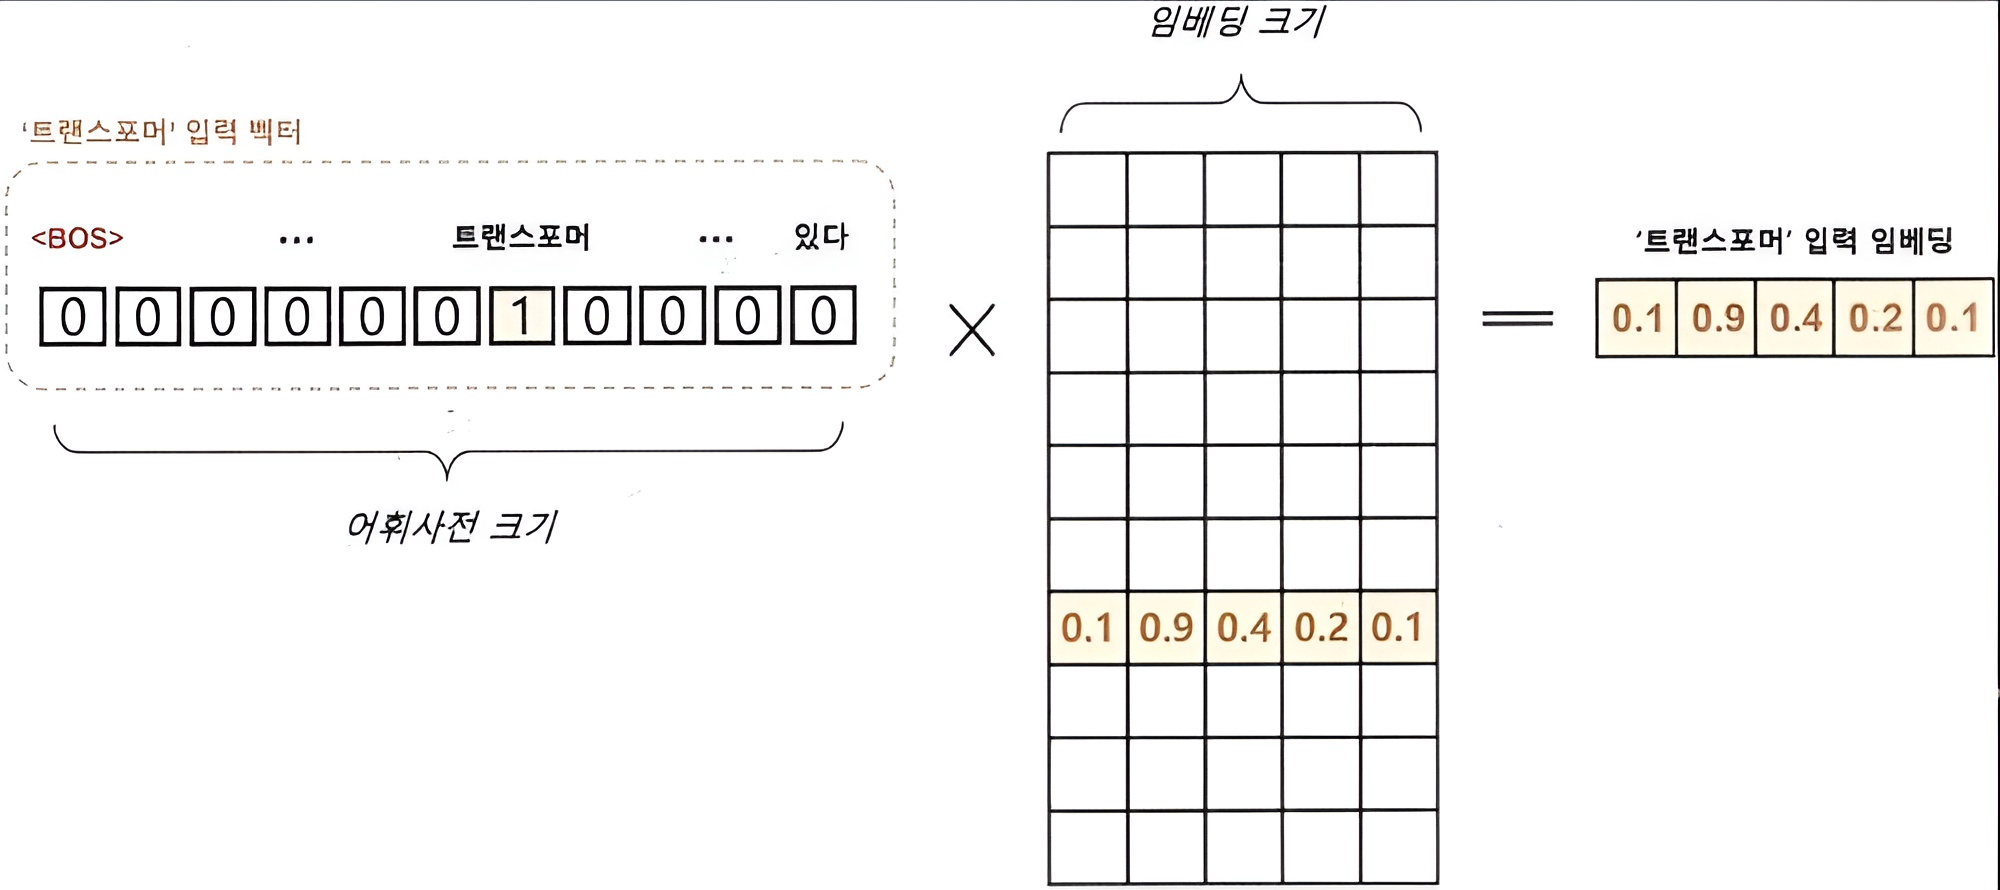 임베딩 크기
'트랜스포머' 입력 벡터
<BOS> ... 트랜스포머 ... 있다
0 0 0 0 0 0 1 0 0 0 0
어휘사전 크기
×
0.1 0.9 0.4 0.2 0.1
=
'트랜스포머' 입력 임베딩
0.1 0.9 0.4 0.2 0.1